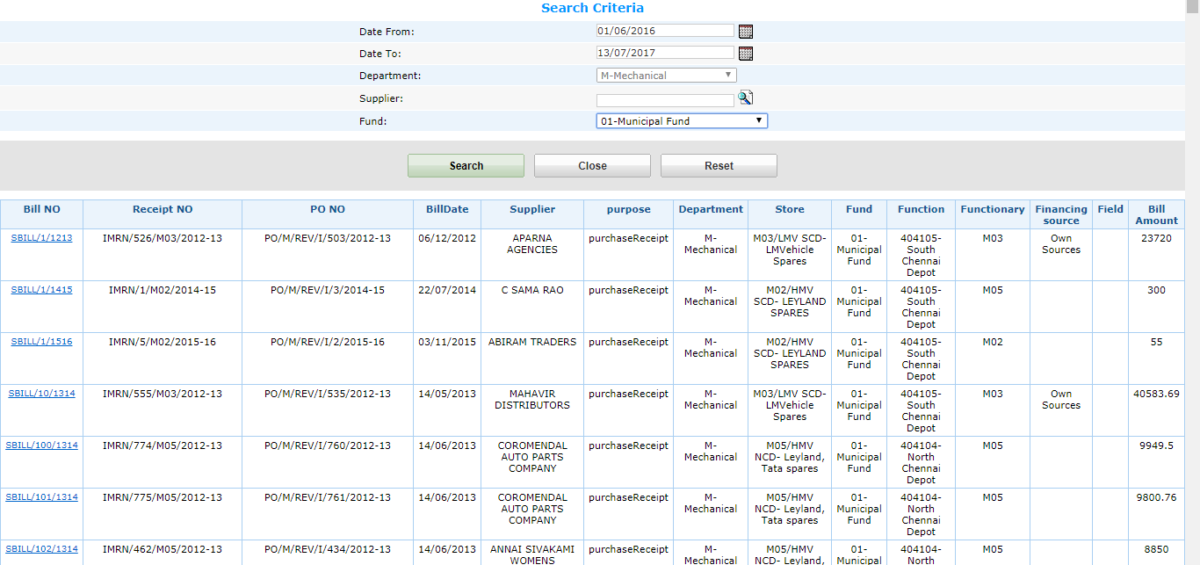 Search Criteria
Date From: 01/06/2016
Date To: 13/07/2017
Department: M-Mechanical
Supplier:
Fund: 01-Municipal Fund
Search Close Reset
Bill NO Receipt NO PO NO BillDate Supplier purpose Department Store Fund Function Functionary Financing source Field Bill Amount
SBILL/1/1213 IMRN/526/M03/2012-13 PO/M/REV/I/503/2012-13 06/12/2012 APARNA AGENCIES purchaseReceipt M-Mechanical M03/LMV SCD-LMVehicle Spares 01-Municipal Fund 404105-South Chennai Depot M03 Own Sources 23720
SBILL/1/1415 IMRN/1/M02/2014-15 PO/M/REV/I/3/2014-15 22/07/2014 C SAMA RAO purchaseReceipt M-Mechanical M02/HMV SCD- LEYLAND SPARES 01-Municipal Fund 404105-South Chennai Depot M05 300
SBILL/1/1516 IMRN/5/M02/2015-16 PO/M/REV/I/2/2015-16 03/11/2015 ABIRAM TRADERS purchaseReceipt M-Mechanical M02/HMV SCD- LEYLAND SPARES 01-Municipal Fund 404105-South Chennai Depot M02 55
SBILL/10/1314 IMRN/555/M03/2012-13 PO/M/REV/I/535/2012-13 14/05/2013 MAHAVIR DISTRIBUTORS purchaseReceipt M-Mechanical M03/LMV SCD-LMVehicle Spares 01-Municipal Fund 404105-South Chennai Depot M03 Own Sources 40583.69
SBILL/100/1314 IMRN/774/M05/2012-13 PO/M/REV/I/760/2012-13 14/06/2013 COROMENDAL AUTO PARTS COMPANY purchaseReceipt M-Mechanical M05/HMV NCD- Leyland, Tata spares 01-Municipal Fund 404104-North Chennai Depot M05 9949.5
SBILL/101/1314 IMRN/775/M05/2012-13 PO/M/REV/I/761/2012-13 14/06/2013 COROMENDAL AUTO PARTS COMPANY purchaseReceipt M-Mechanical M05/HMV NCD- Leyland, Tata spares 01-Municipal Fund 404104-North Chennai Depot M05 9800.76
SBILL/102/1314 IMRN/462/M05/2012-13 PO/M/REV/I/434/2012-13 14/06/2013 ANNAI SIVAKAMI WOMENS purchaseReceipt M-Mechanical M05/HMV NCD- Leyland, 01-Municipal 404104-North M05 8850